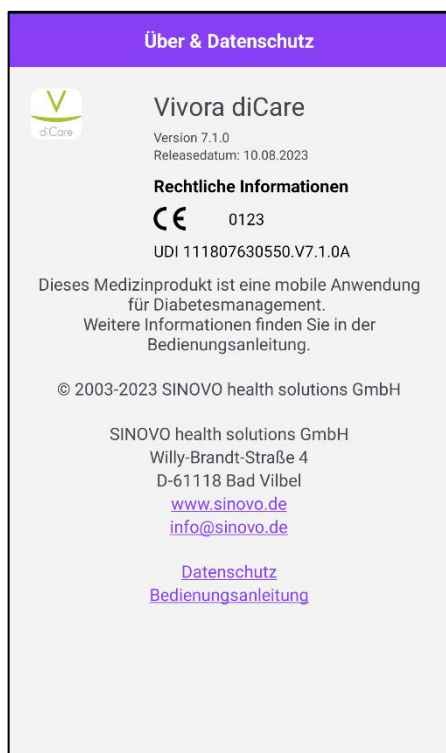 Über & Datenschutz
V
diCare
Vivora diCare
Version 7.1.0
Releasedatum: 10.08.2023
Rechtliche Informationen
CE 0123
UDI 111807630550.V7.1.0A
Dieses Medizinprodukt ist eine mobile Anwendung
für Diabetesmanagement.
Weitere Informationen finden Sie in der
Bedienungsanleitung.
© 2003-2023 SINOVO health solutions GmbH
SINOVO health solutions GmbH
Willy-Brandt-Straße 4
D-61118 Bad Vilbel
www.sinovo.de
info@sinovo.de
Datenschutz
Bedienungsanleitung